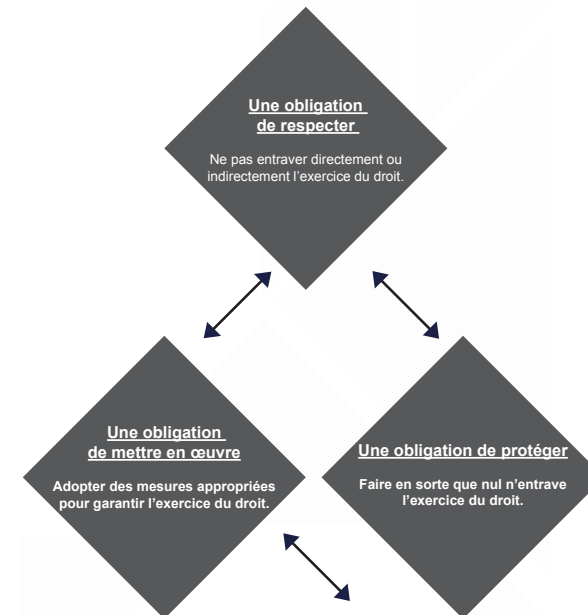 Une obligation
de respecter
Ne pas entraver directement ou
indirectement l’exercice du droit.
Une obligation
de mettre en œuvre
Adopter des mesures appropriées
pour garantir l’exercice du droit.
Une obligation de protéger
Faire en sorte que nul n’entrave
l’exercice du droit.